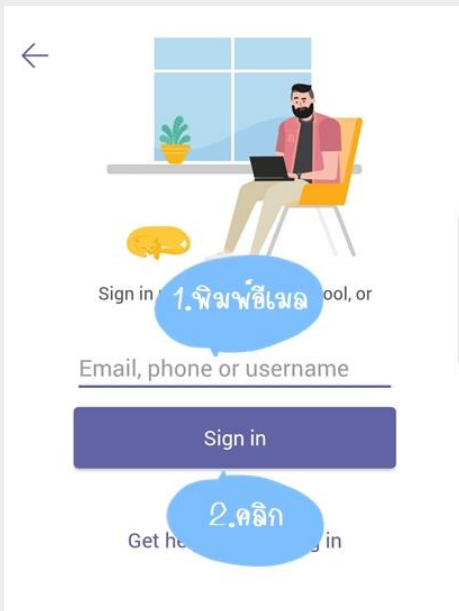 Sign in
1.พิมพ์อีเมล
ool, or
Email, phone or username
Sign in
2.คลิก
Get he in